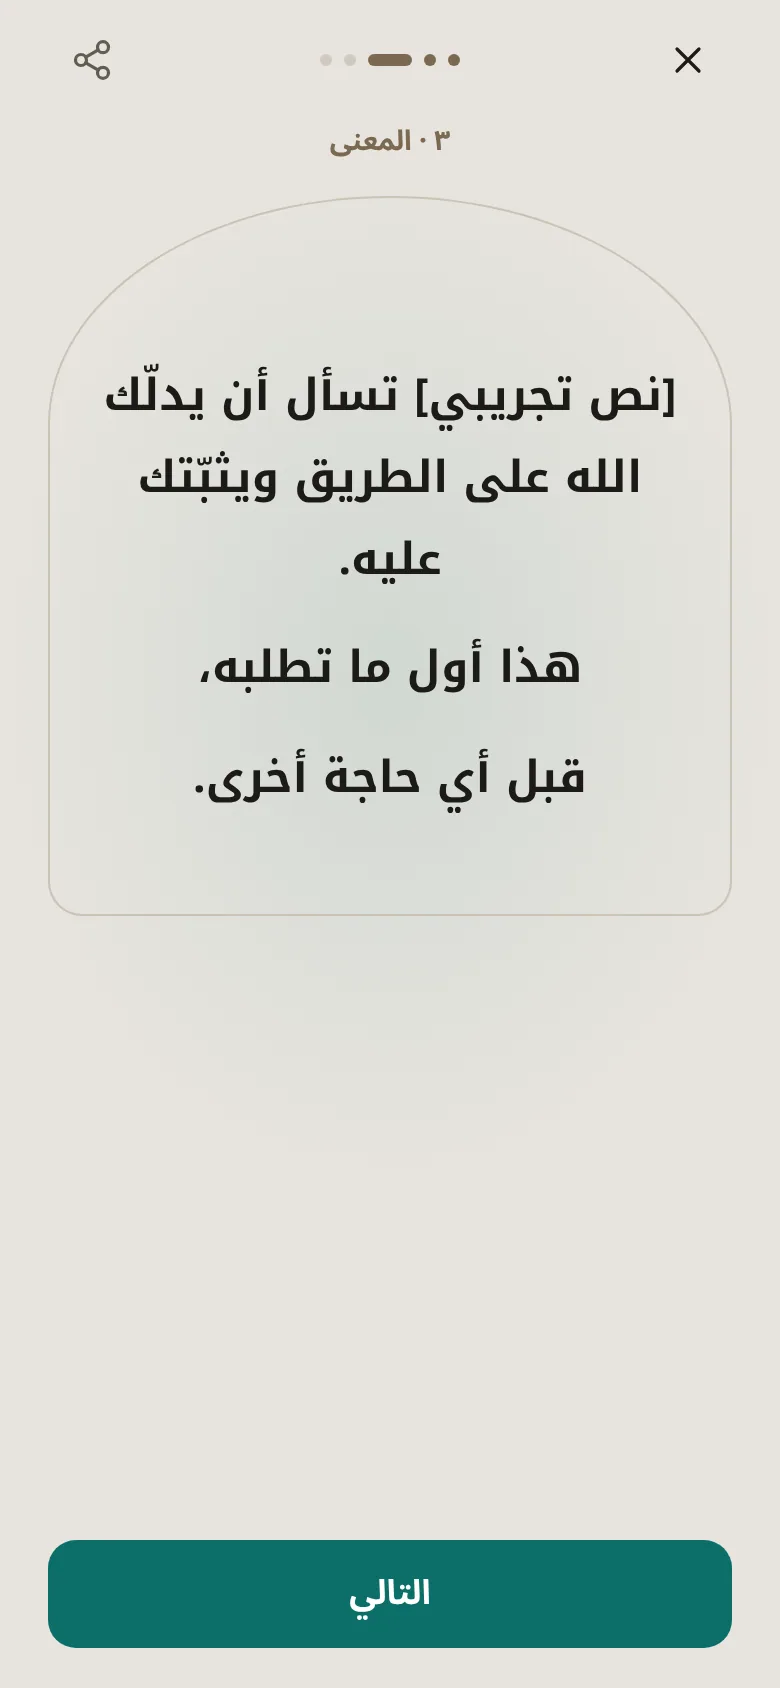 ٣ · المعنى
[نص تجريبي] تسأل أن يدلّك
الله على الطريق ويثبّتك
عليه.
هذا أول ما تطلبه،
قبل أي حاجة أخرى.
التالي